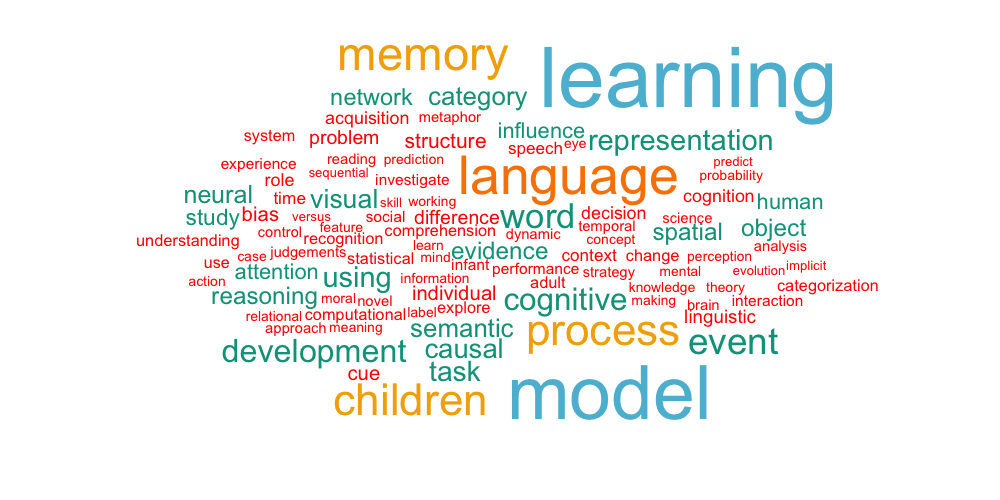 memory learning
network category
acquisition metaphor
system problem structure influence representation
speech eye
experience reading prediction language predict
role sequential investigate probability
neural time visual skill working cognition human
study bias versus social difference word decision science
control feature comprehension dynamic temporal spatial object
understanding recognition learn concept analysis
case judgements statistical mind evidence context change perception
use attention infant performance strategy mental evolution implicit
action using information adult knowledge theory categorization
reasoning moral novel individual cognitive making brain interaction
relational computational label explore linguistic
approach meaning semantic process event
development causal
cue task
children model